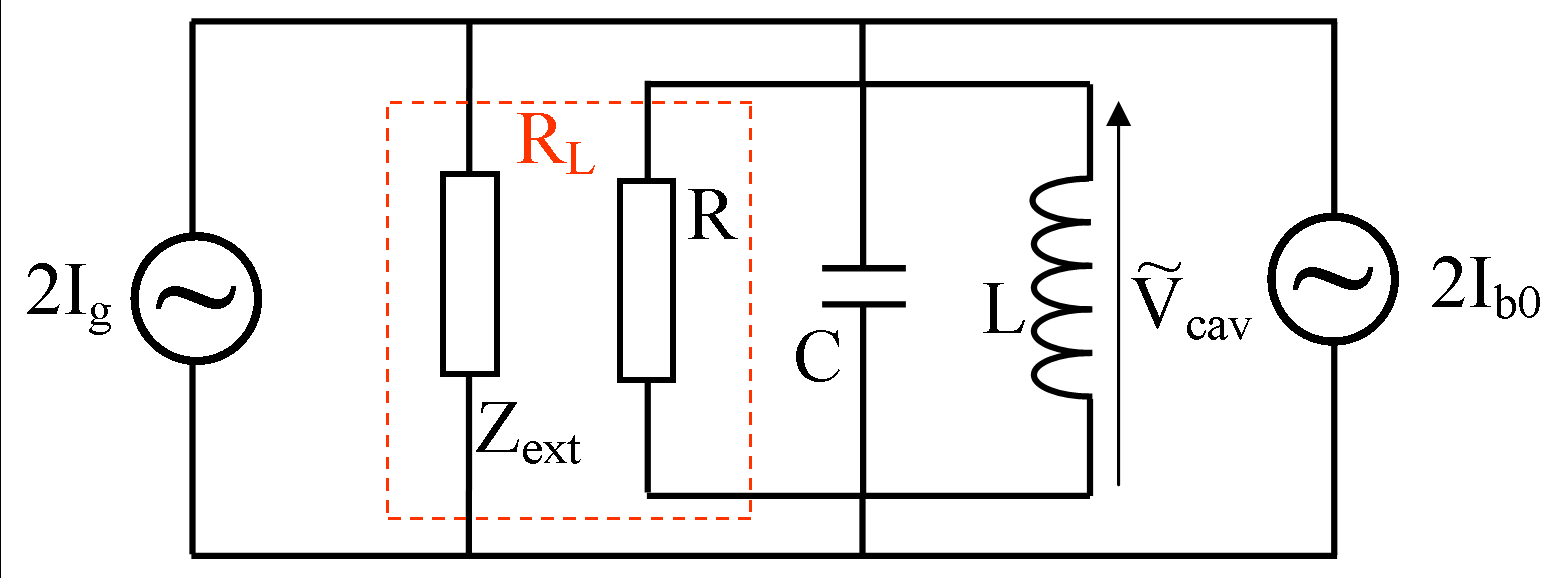 2I_g
R_L
Z_ext
R
C
L
Ṽ_cav
2I_b0